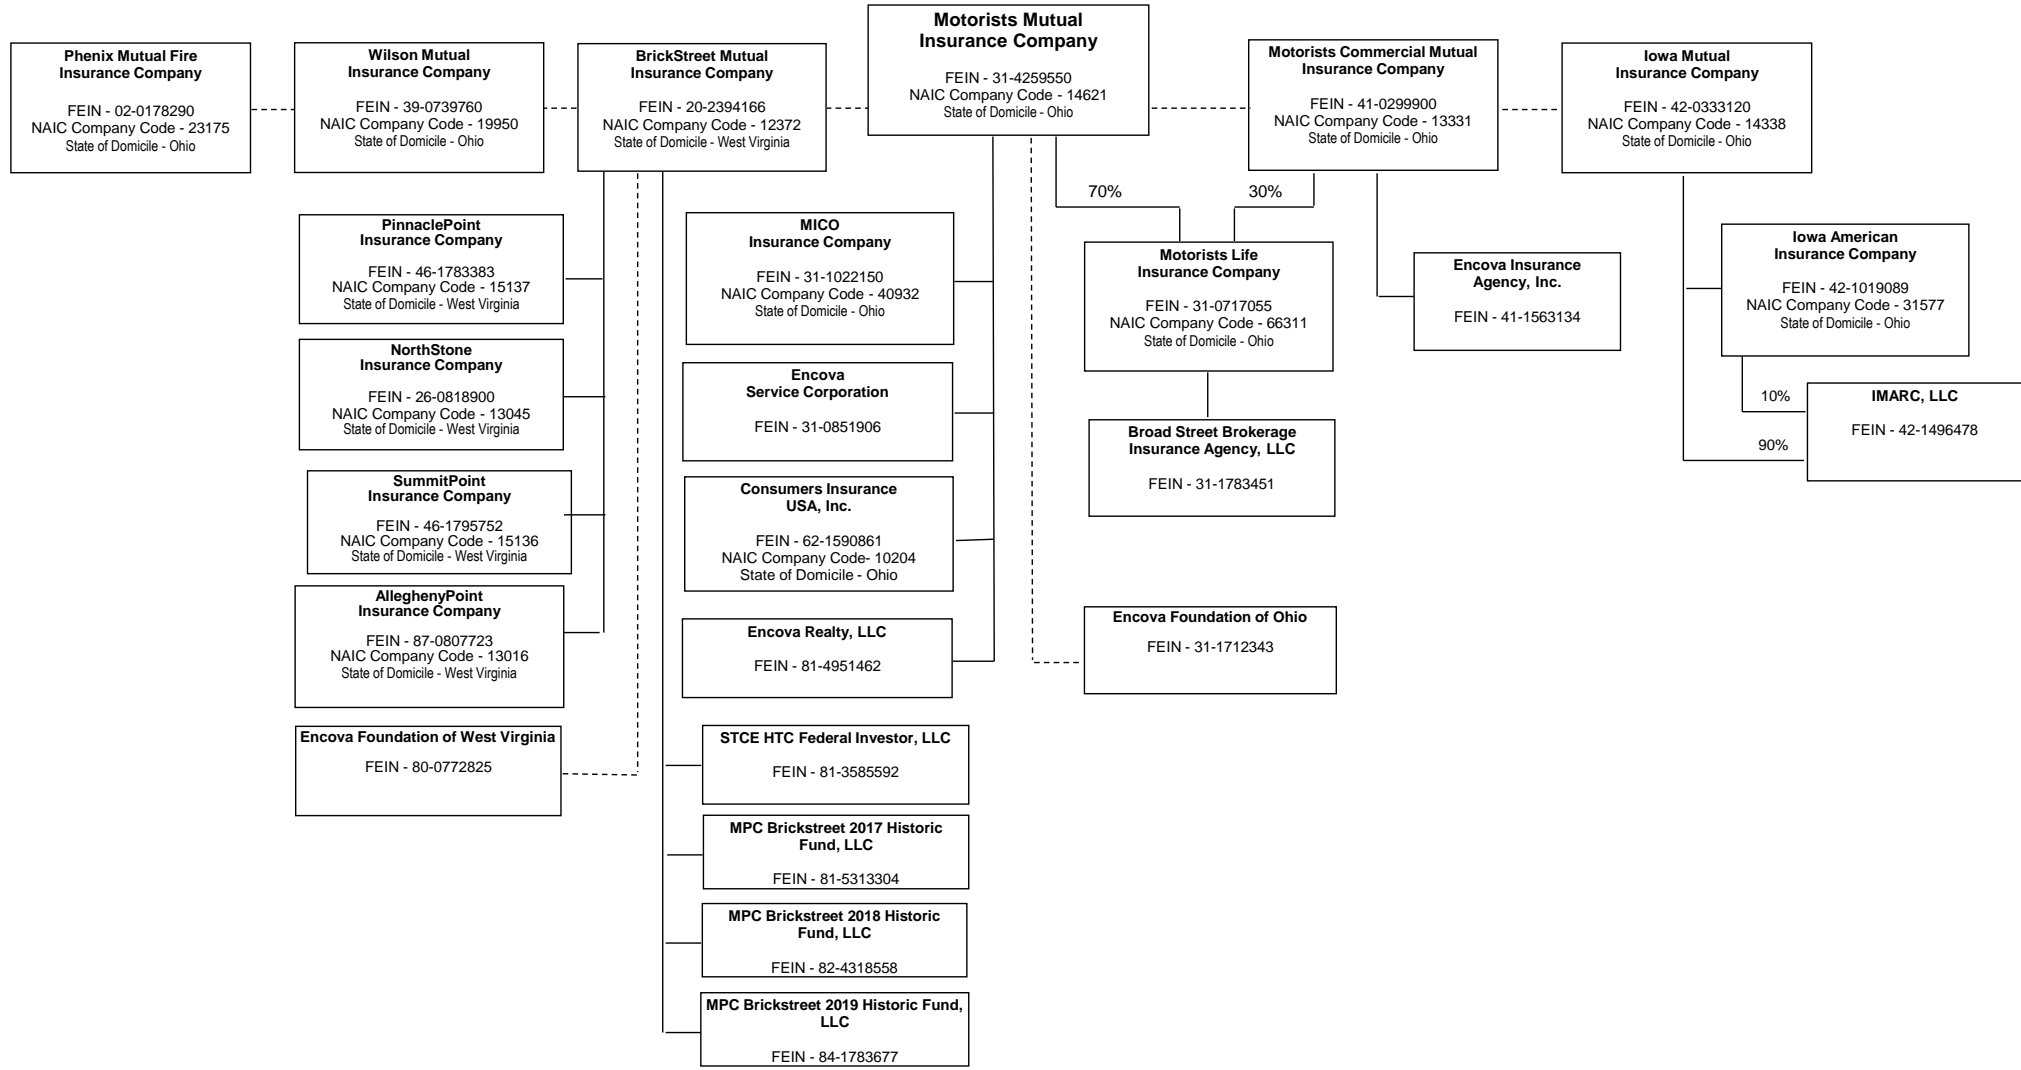 Phenix Mutual Fire
Insurance Company
FEIN - 02-0178290
NAIC Company Code - 23175
State of Domicile - Ohio
Wilson Mutual
Insurance Company
FEIN - 39-0739760
NAIC Company Code - 19950
State of Domicile - Ohio
BrickStreet Mutual
Insurance Company
FEIN - 20-2394166
NAIC Company Code - 12372
State of Domicile - West Virginia
Motorists Mutual
Insurance Company
FEIN - 31-4259550
NAIC Company Code - 14621
State of Domicile - Ohio
Motorists Commercial Mutual
Insurance Company
FEIN - 41-0299900
NAIC Company Code - 13331
State of Domicile - Ohio
Iowa Mutual
Insurance Company
FEIN - 42-0333120
NAIC Company Code - 14338
State of Domicile - Ohio
70%
30%
PinnaclePoint
Insurance Company
FEIN - 46-1783383
NAIC Company Code - 15137
State of Domicile - West Virginia
NorthStone
Insurance Company
FEIN - 26-0818900
NAIC Company Code - 13045
State of Domicile - West Virginia
SummitPoint
Insurance Company
FEIN - 46-1795752
NAIC Company Code - 15136
State of Domicile - West Virginia
AlleghenyPoint
Insurance Company
FEIN - 87-0807723
NAIC Company Code - 13016
State of Domicile - West Virginia
Encova Foundation of West Virginia
FEIN - 80-0772825
MICO
Insurance Company
FEIN - 31-1022150
NAIC Company Code - 40932
State of Domicile - Ohio
Encova
Service Corporation
FEIN - 31-0851906
Consumers Insurance
USA, Inc.
FEIN - 62-1590861
NAIC Company Code- 10204
State of Domicile - Ohio
Encova Realty, LLC
FEIN - 81-4951462
STCE HTC Federal Investor, LLC
FEIN - 81-3585592
MPC Brickstreet 2017 Historic
Fund, LLC
FEIN - 81-5313304
MPC Brickstreet 2018 Historic
Fund, LLC
FEIN - 82-4318558
MPC Brickstreet 2019 Historic Fund,
LLC
FEIN - 84-1783677
Motorists Life
Insurance Company
FEIN - 31-0717055
NAIC Company Code - 66311
State of Domicile - Ohio
Broad Street Brokerage
Insurance Agency, LLC
FEIN - 31-1783451
Encova Foundation of Ohio
FEIN - 31-1712343
Encova Insurance
Agency, Inc.
FEIN - 41-1563134
Iowa American
Insurance Company
FEIN - 42-1019089
NAIC Company Code - 31577
State of Domicile - Ohio
10%
90%
IMARC, LLC
FEIN - 42-1496478